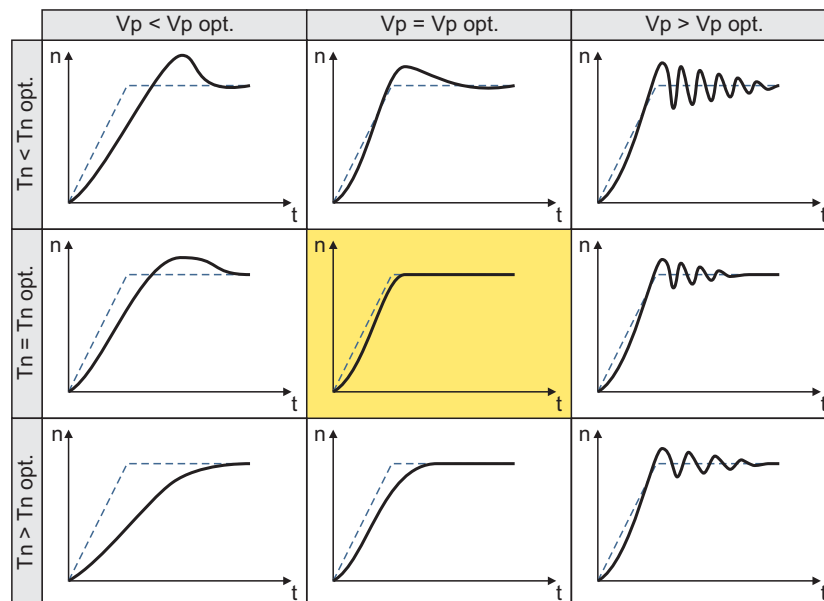 Vp < Vp opt.
Vp = Vp opt.
Vp > Vp opt.
Tn < Tn opt.
n
t
n
t
n
t
Tn = Tn opt.
n
t
n
t
n
t
Tn > Tn opt.
n
t
n
t
n
t